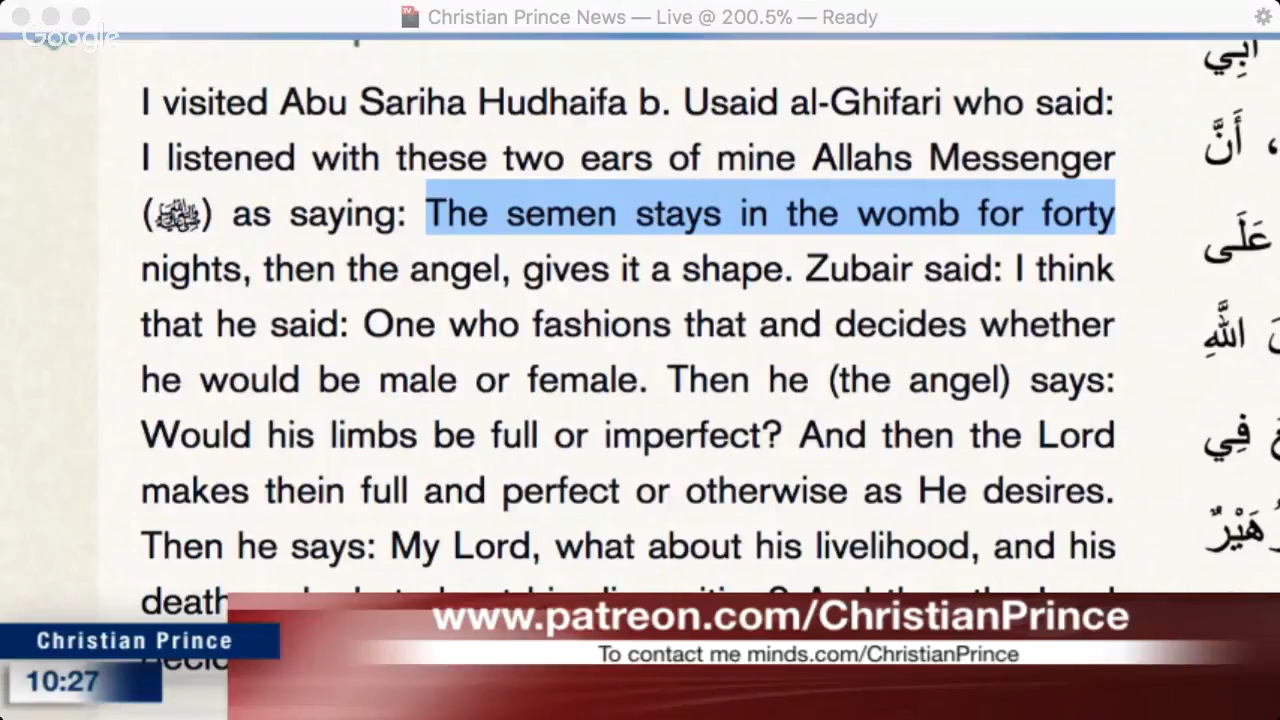 Christian Prince News — Live @ 200.5% — Ready
Google
I visited Abu Sariha Hudhaifa b. Usaid al-Ghifari who said:
I listened with these two ears of mine Allahs Messenger
(ﷺ) as saying: The semen stays in the womb for forty
nights, then the angel, gives it a shape. Zubair said: I think
that he said: One who fashions that and decides whether
he would be male or female. Then he (the angel) says:
Would his limbs be full or imperfect? And then the Lord
makes thein full and perfect or otherwise as He desires.
Then he says: My Lord, what about his livelihood, and his
death
أَبِي
، أَنَّ
عَلَى
اللَّهِ
فِي
زُهَيْرٌ
www.patreon.com/ChristianPrince
Christian Prince
To contact me minds.com/ChristianPrince
10:27